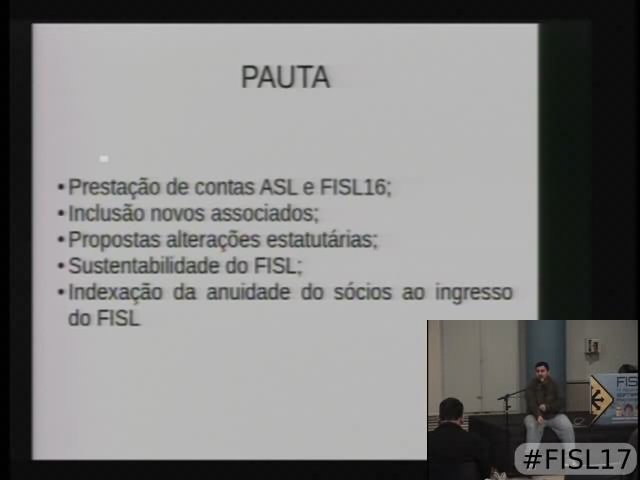 PAUTA
•Prestação de contas ASL e FISL16;
•Inclusão novos associados;
•Propostas alterações estatutárias;
•Sustentabilidade do FISL;
•Indexação da anuidade do sócios ao ingresso
do FISL
FIS
#FISL17